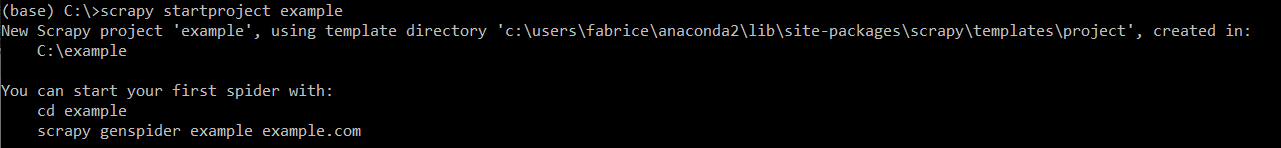 (base) C:\>scrapy startproject example
New Scrapy project 'example', using template directory 'c:\users\fabrice\anaconda2\lib\site-packages\scrapy\templates\project', created in:
    C:\example

You can start your first spider with:
    cd example
    scrapy genspider example example.com